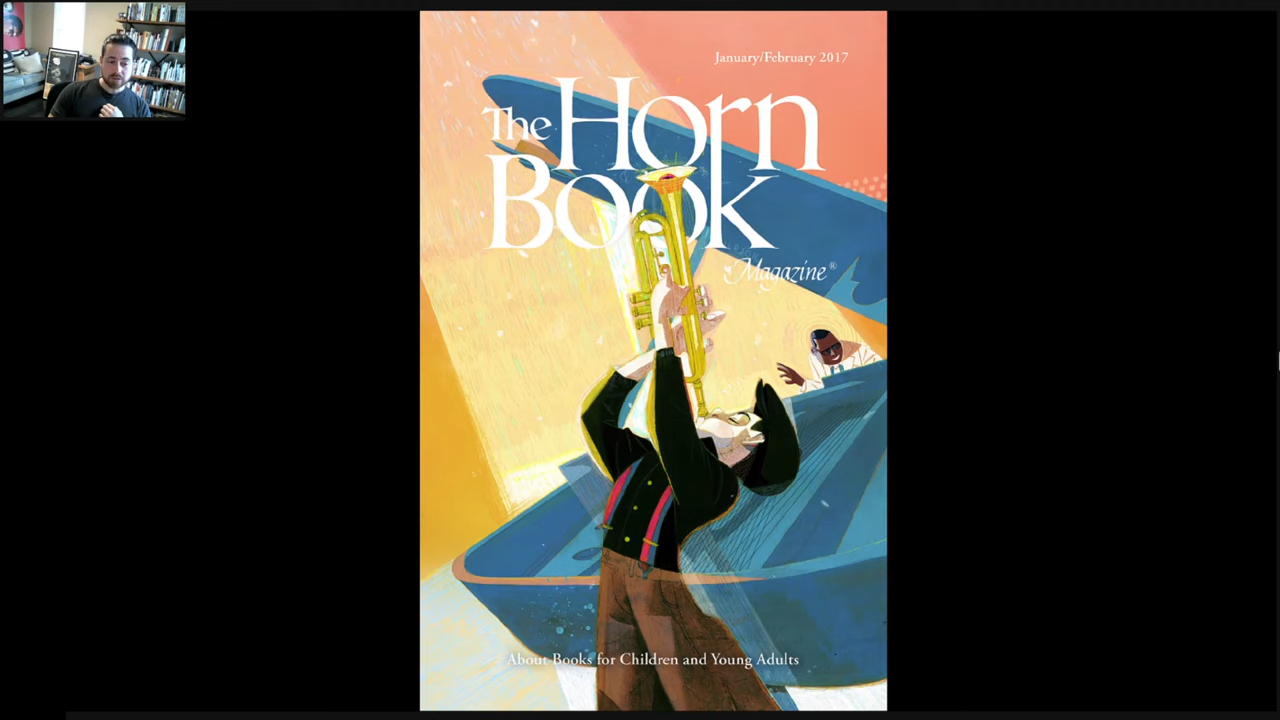 January/February 2017
The Horn
Book
Magazine®
About Books for Children and Young Adults